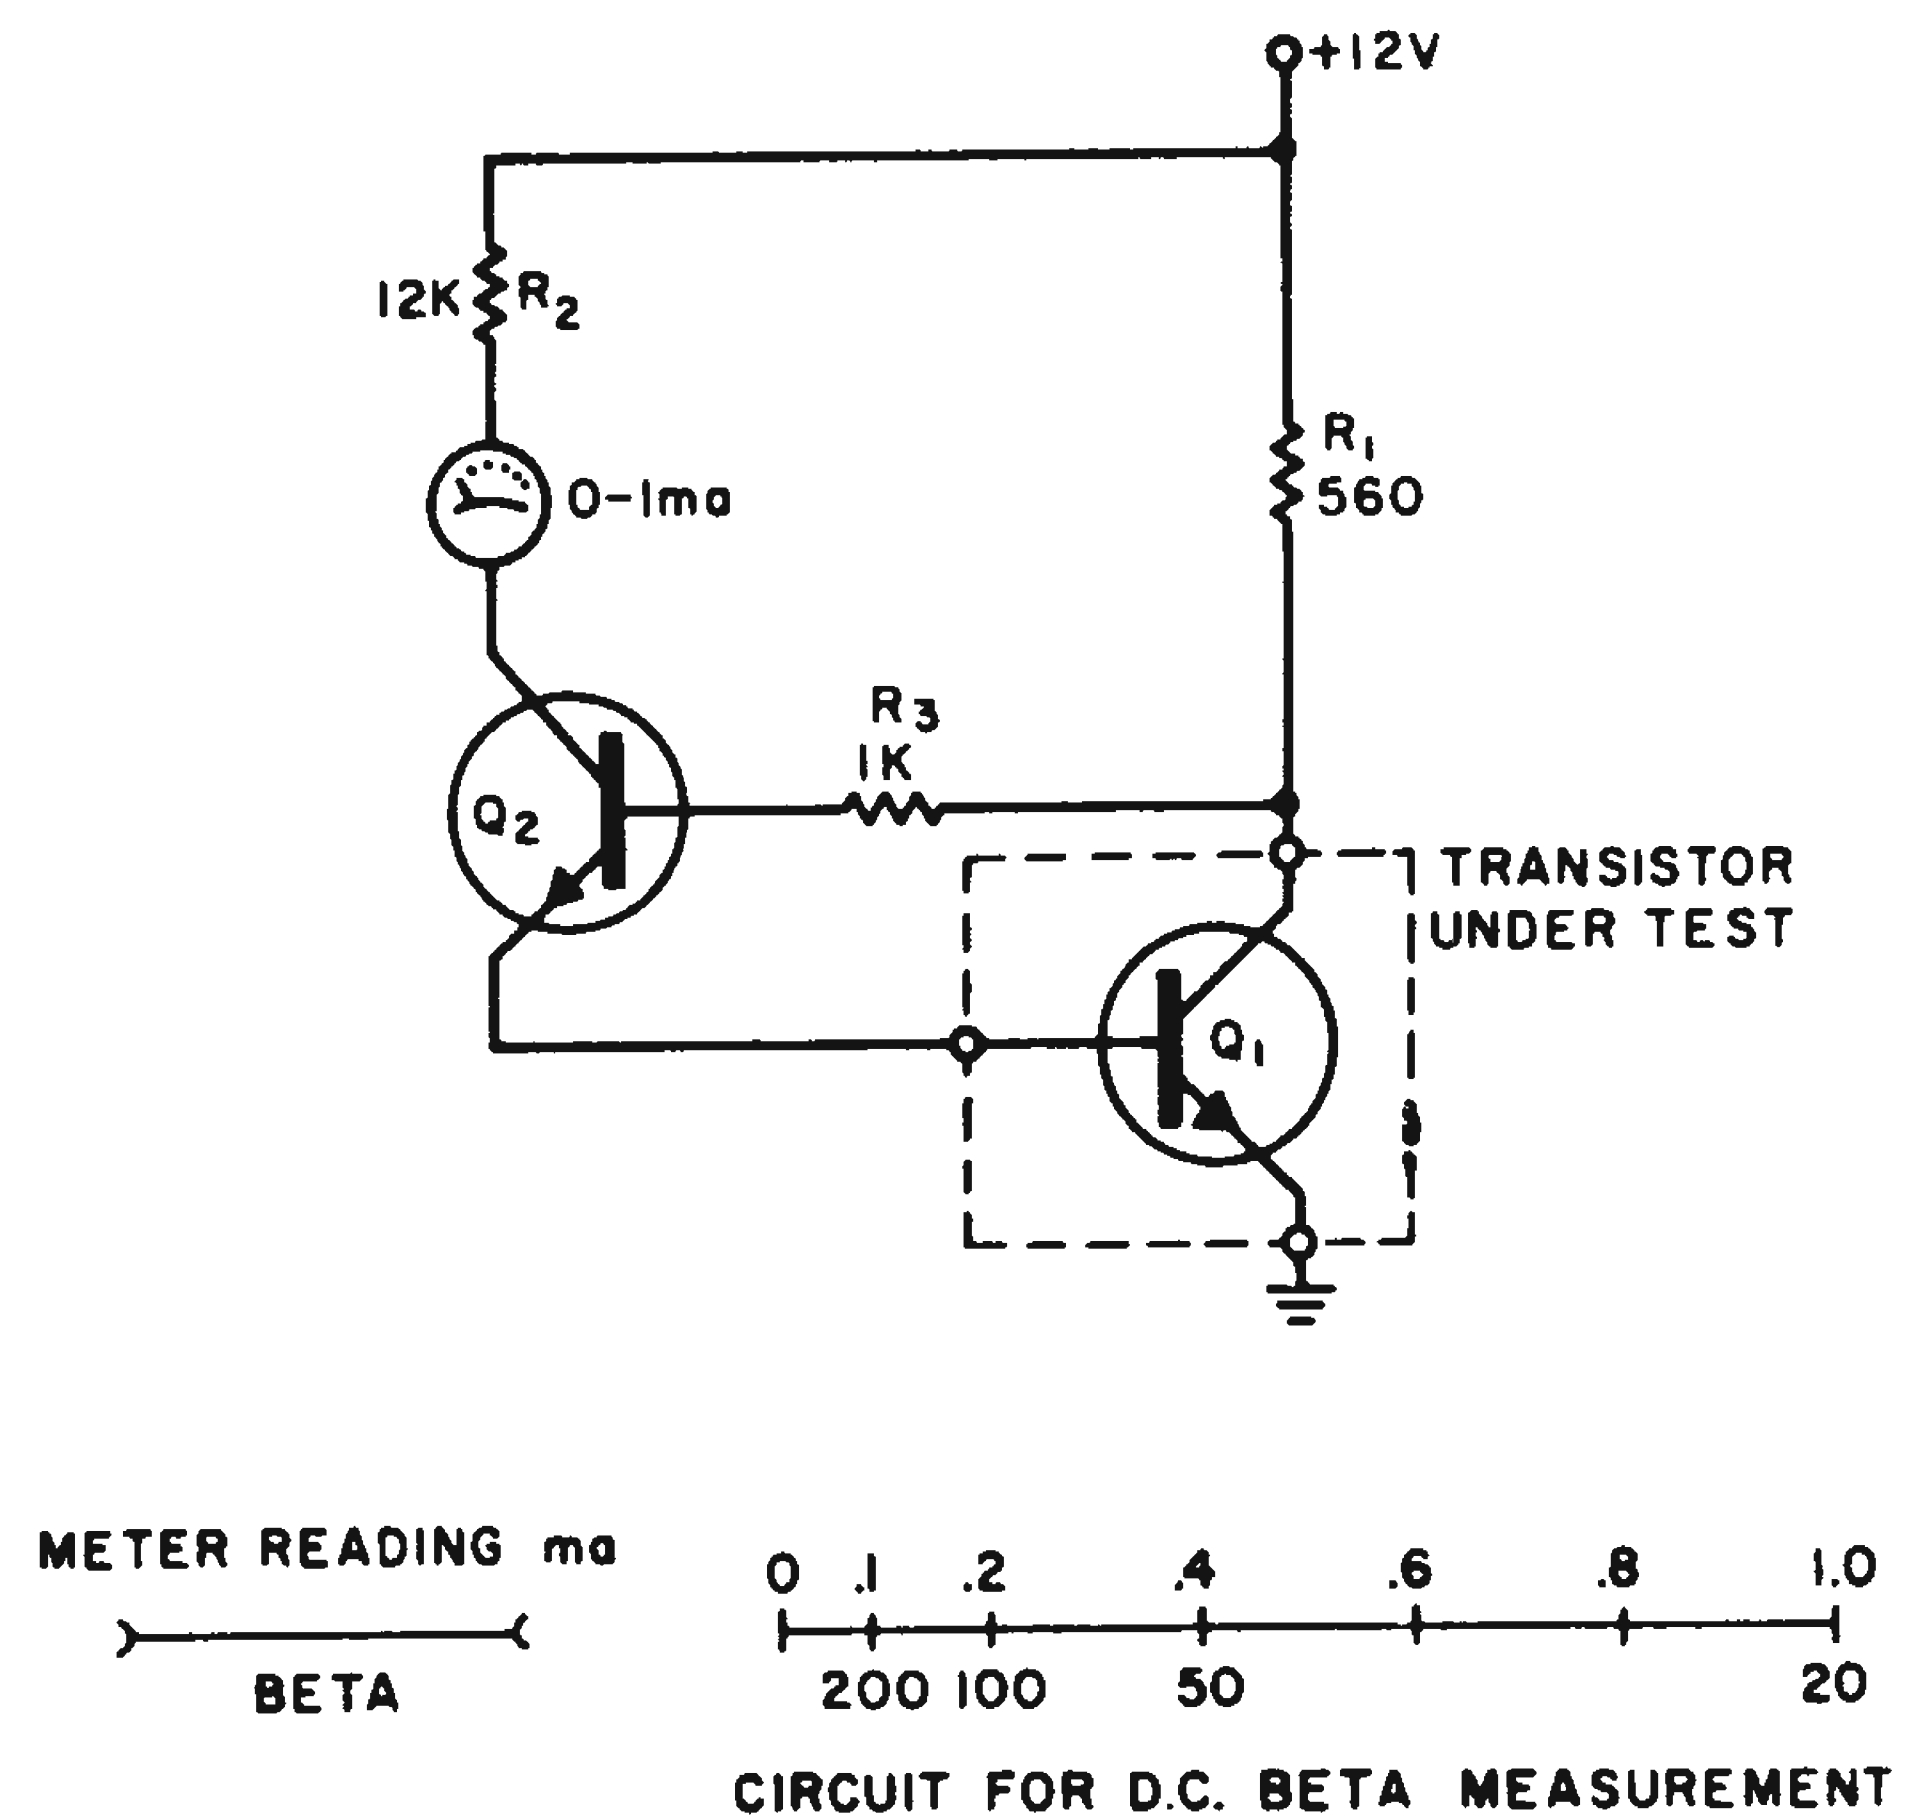 +12V
12K R2
R1
560
0-1ma
R3
1K
Q2
TRANSISTOR
UNDER TEST
Q1
METER READING ma
0 .1 .2 .4 .6 .8 1.0
BETA
200 100 50 20
CIRCUIT FOR D.C. BETA MEASUREMENT